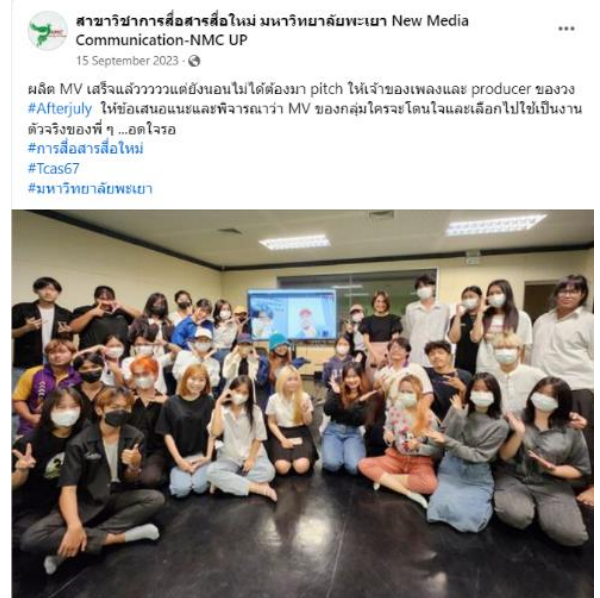 สาขาวิชาการสื่อสารสื่อใหม่ มหาวิทยาลัยพะเยา New Media
Communication-NMC UP
15 September 2023 ·
ผลิต MV เสร็จแล้วววววแต่ยังนอนไม่ได้ต้องมา pitch ให้เจ้าของเพลงและ producer ของวง
#Afterjuly ให้ข้อเสนอแนะและพิจารณาว่า MV ของกลุ่มใครจะโดนใจและเลือกไปใช้เป็นงาน
ตัวจริงของพี่ ๆ ...อดใจรอ
#การสื่อสารสื่อใหม่
#Tcas67
#มหาวิทยาลัยพะเยา